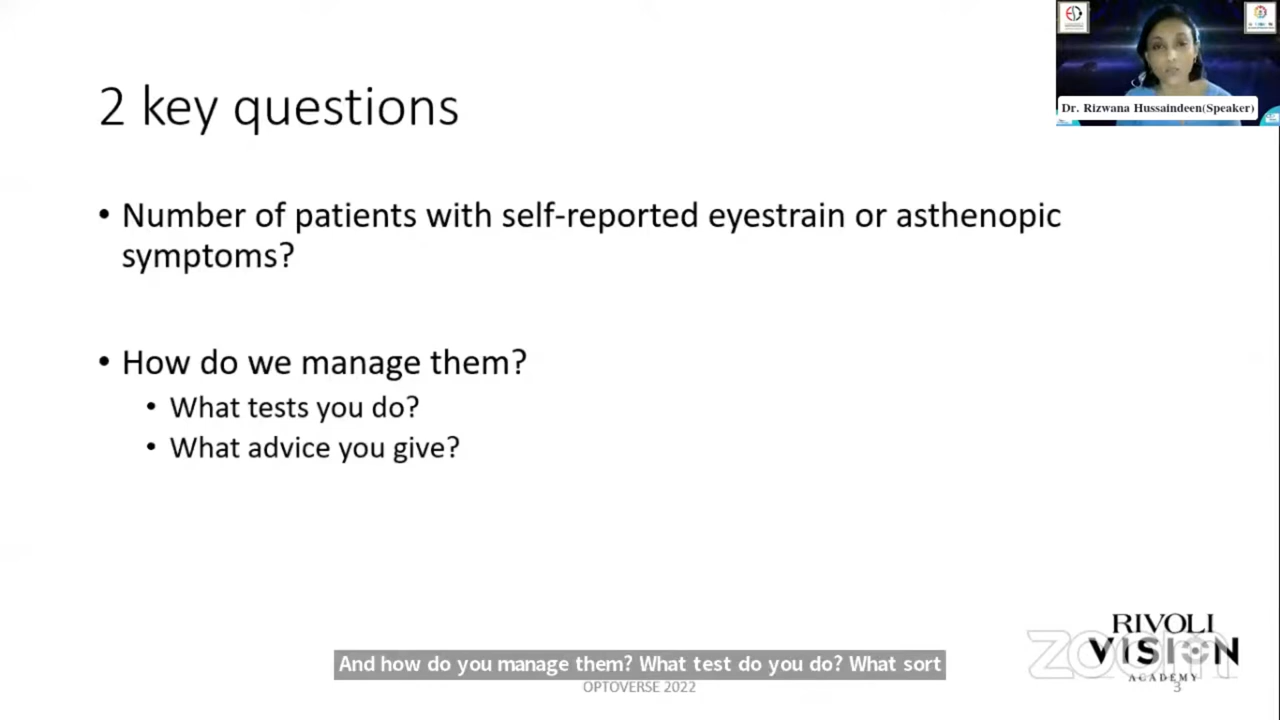 2 key questions
Dr. Rizwana Hussaindeen(Speaker)
• Number of patients with self-reported eyestrain or asthenopic
symptoms?
• How do we manage them?
• What tests you do?
• What advice you give?
RIVOLI
VISION
ACADEMY
zoom
And how do you manage them? What test do you do? What sort
OPTOVERSE 2022
3